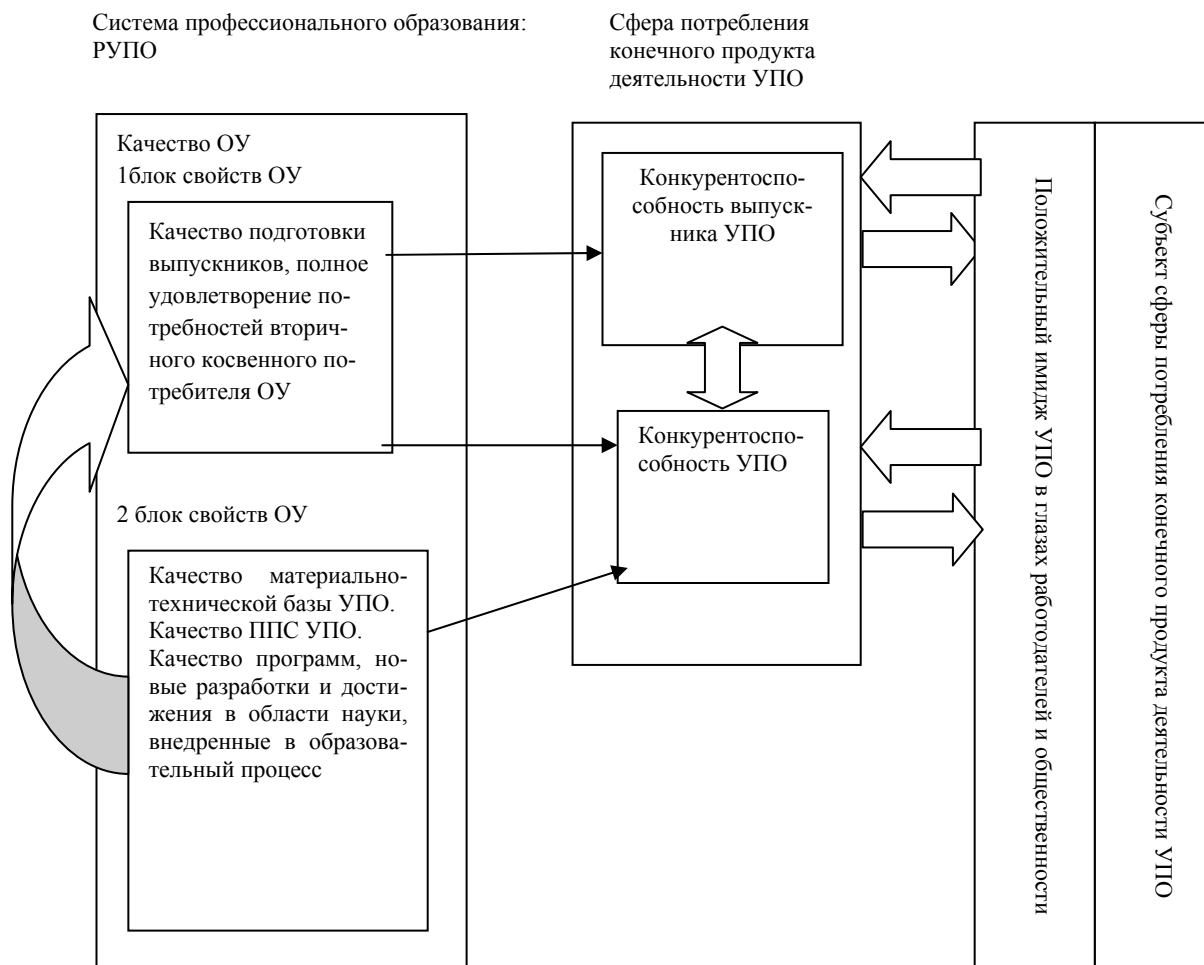 Система профессионального образования:
РУПО
Сфера потребления
конечного продукта
деятельности УПО
Качество ОУ
1блок свойств ОУ
Качество подготовки
выпускников, полное
удовлетворение по-
требностей вторич-
ного косвенного по-
требителя ОУ
2 блок свойств ОУ
Качество материально-
технической базы УПО.
Качество ППС УПО.
Качество программ, но-
вые разработки и дости-
жения в области науки,
внедренные в образова-
тельный процесс
Конкурентоспо-
собность выпуск-
ника УПО
Конкурентоспо-
собность УПО
Положительный имидж УПО в глазах работодателей и общественности
Субъект сферы потребления конечного продукта деятельности УПО